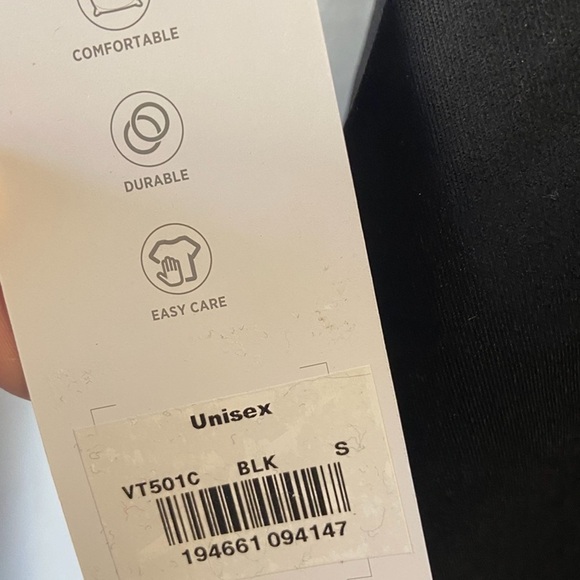 COMFORTABLE
DURABLE
EASY CARE
Unisex
VT501C BLK S
194661 094147